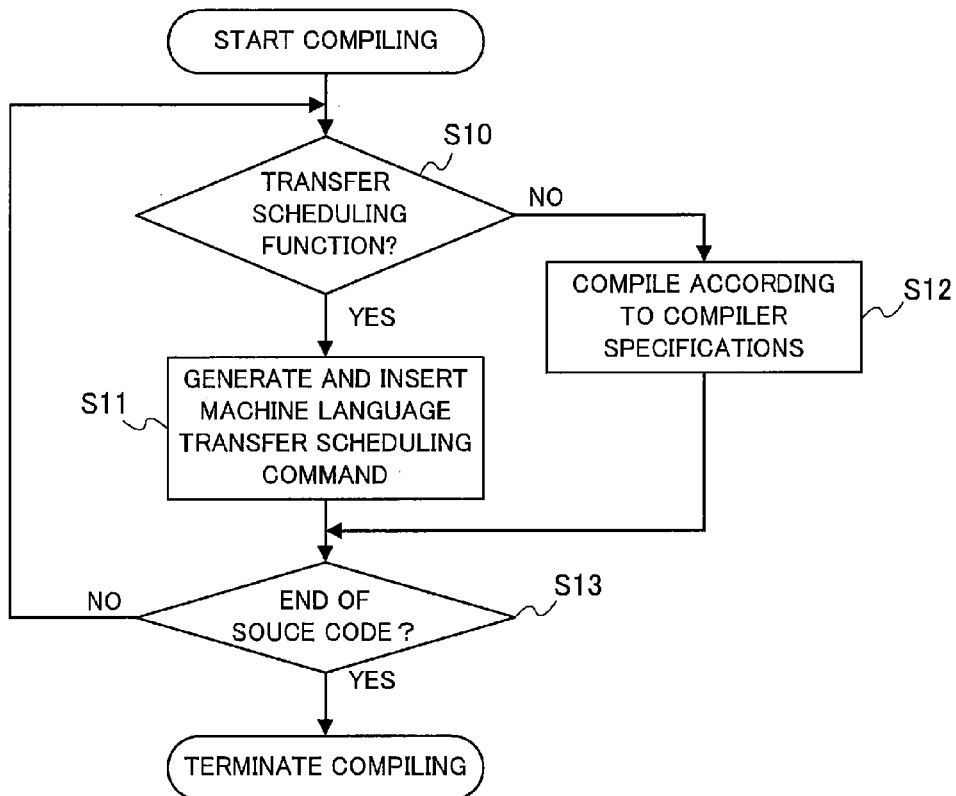 START COMPILING
S10
TRANSFER
SCHEDULING
FUNCTION?
NO
YES
COMPILE ACCORDING
TO COMPILER
SPECIFICATIONS
S12
S11
GENERATE AND INSERT
MACHINE LANGUAGE
TRANSFER SCHEDULING
COMMAND
NO
END OF
SOUCE CODE?
S13
YES
TERMINATE COMPILING